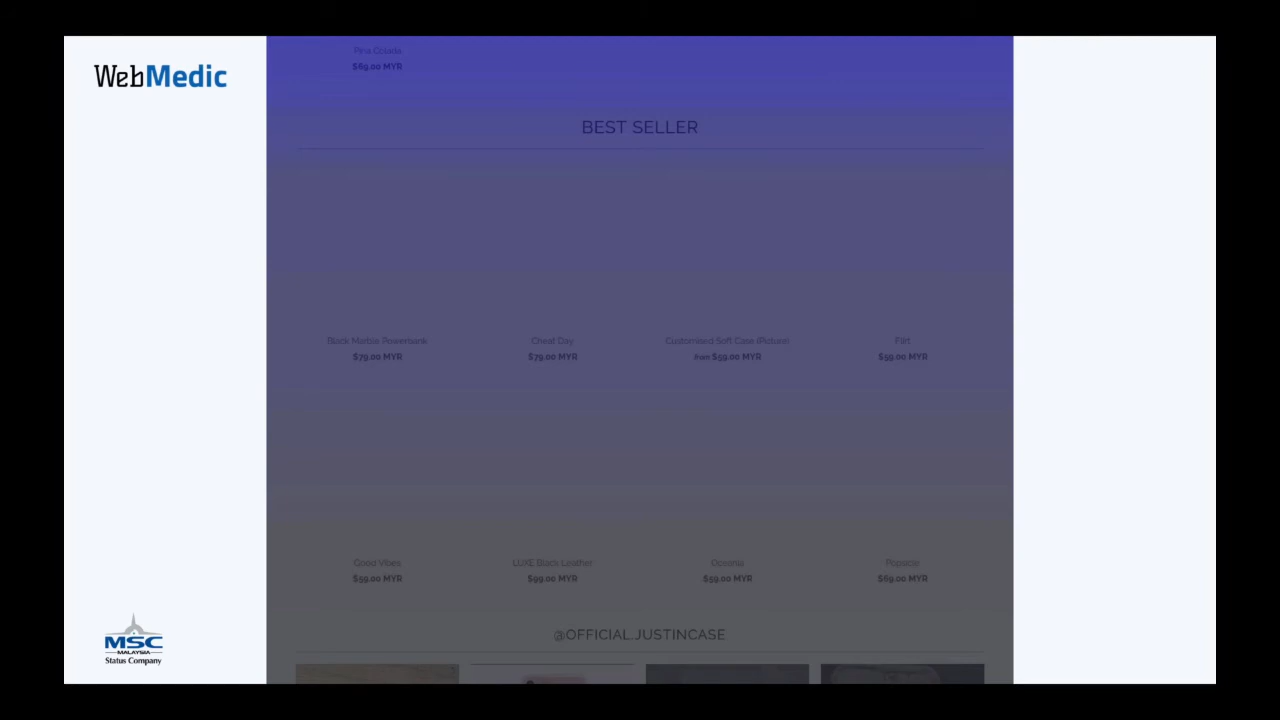 WebMedic
Pina Colada
$69.00 MYR
BEST SELLER
Black Marble Powerbank
$79.00 MYR
Cheat Day
$79.00 MYR
Customised Soft Case (Picture)
from $59.00 MYR
Flirt
$59.00 MYR
Good Vibes
$59.00 MYR
LUXE Black Leather
$99.00 MYR
Oceania
$59.00 MYR
Popsicle
$69.00 MYR
@OFFICIAL.JUSTINCASE
MSC
MALAYSIA
Status Company